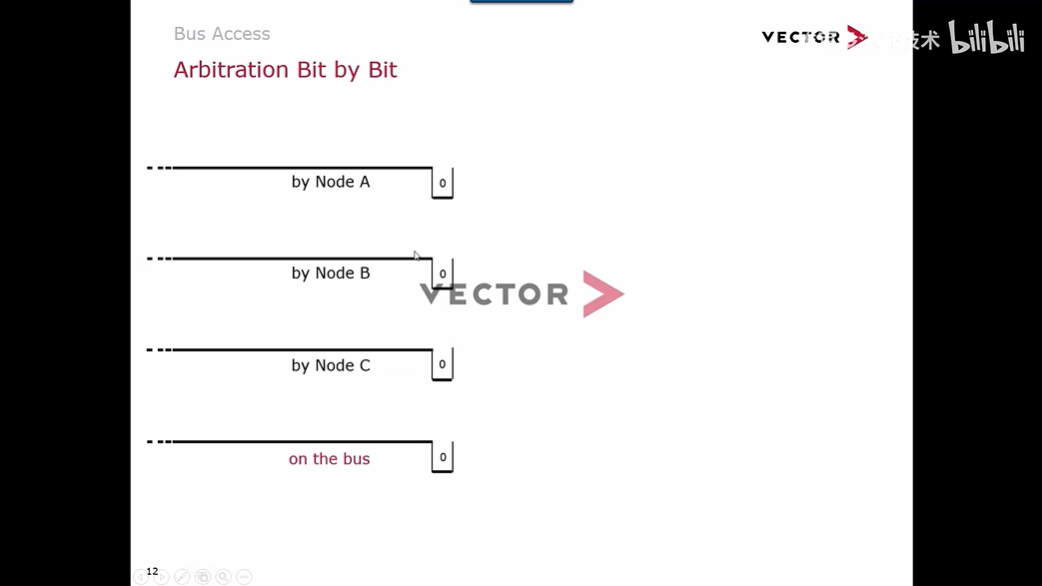 Bus Access
VECTOR
技术
bilibili
Arbitration Bit by Bit
by Node A
0
by Node B
0
VECTOR
by Node C
0
on the bus
0
12